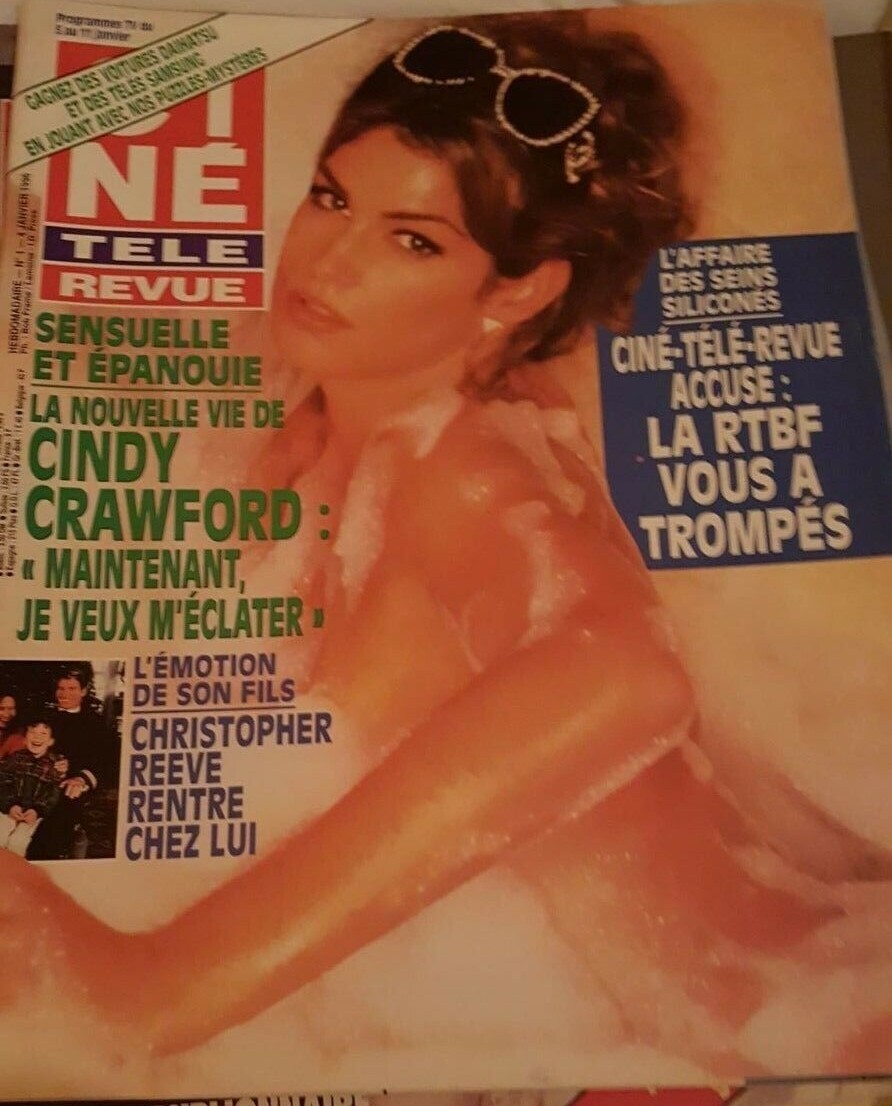 Programmes TV du
5 au 11 janvier
GAGNEZ DES VOITURES DAIHATSU
ET DES TÉLÉS SAMSUNG
EN JOUANT AVEC NOS PUZZLES-MYSTÈRES
CI
NÉ
TELE
REVUE
HEBDOMADAIRE – N° 1 – 4 JANVIER 1996
SENSUELLE
ET ÉPANOUIE
LA NOUVELLE VIE DE
CINDY
CRAWFORD :
« MAINTENANT,
JE VEUX M'ÉCLATER »
L'ÉMOTION
DE SON FILS
CHRISTOPHER
REEVE
RENTRE
CHEZ LUI
L'AFFAIRE
DES SEINS
SILICONÉS
CINÉ-TÉLÉ-REVUE
ACCUSE :
LA RTBF
VOUS A
TROMPÉS